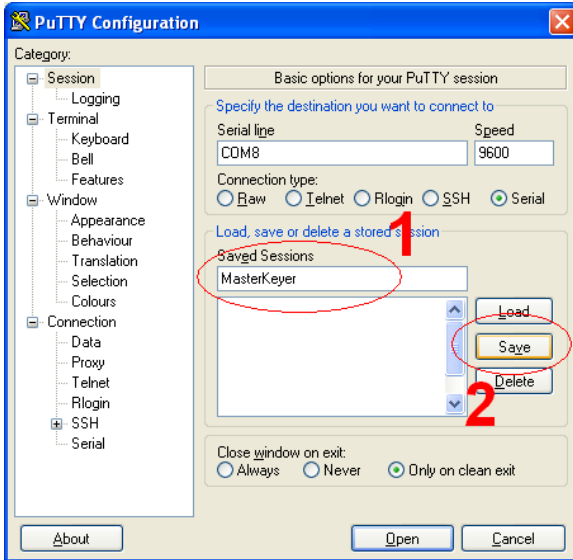 PuTTY Configuration
Category:
Session
Logging
Terminal
Keyboard
Bell
Features
Window
Appearance
Behaviour
Translation
Selection
Colours
Connection
Data
Proxy
Telnet
Rlogin
SSH
Serial
Basic options for your PuTTY session
Specify the destination you want to connect to
Serial line Speed
COM8 9600
Connection type:
Raw Telnet Rlogin SSH Serial
1
Load, save or delete a stored session
Saved Sessions
MasterKeyer
Load
Save
Delete
2
Close window on exit:
Always Never Only on clean exit
About Open Cancel